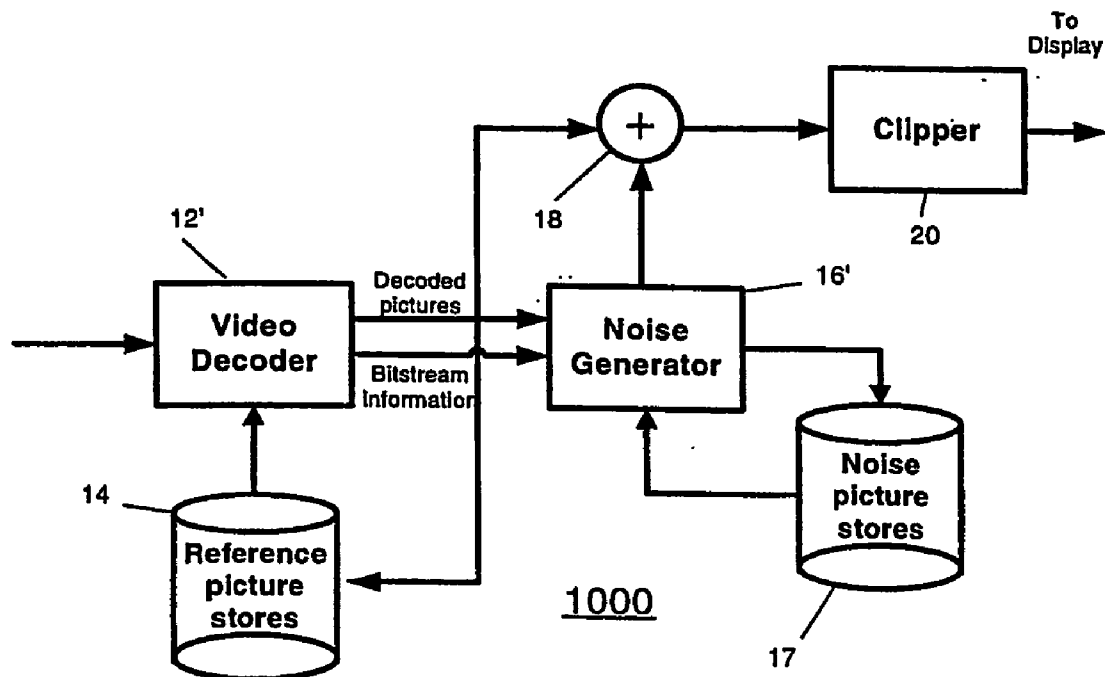 To
Display
+
Clipper
18
20
12'
Decoded
pictures
16'
Video
Decoder
Noise
Generator
Bitstream
Information
14
Reference
picture
stores
Noise
picture
stores
1000
17